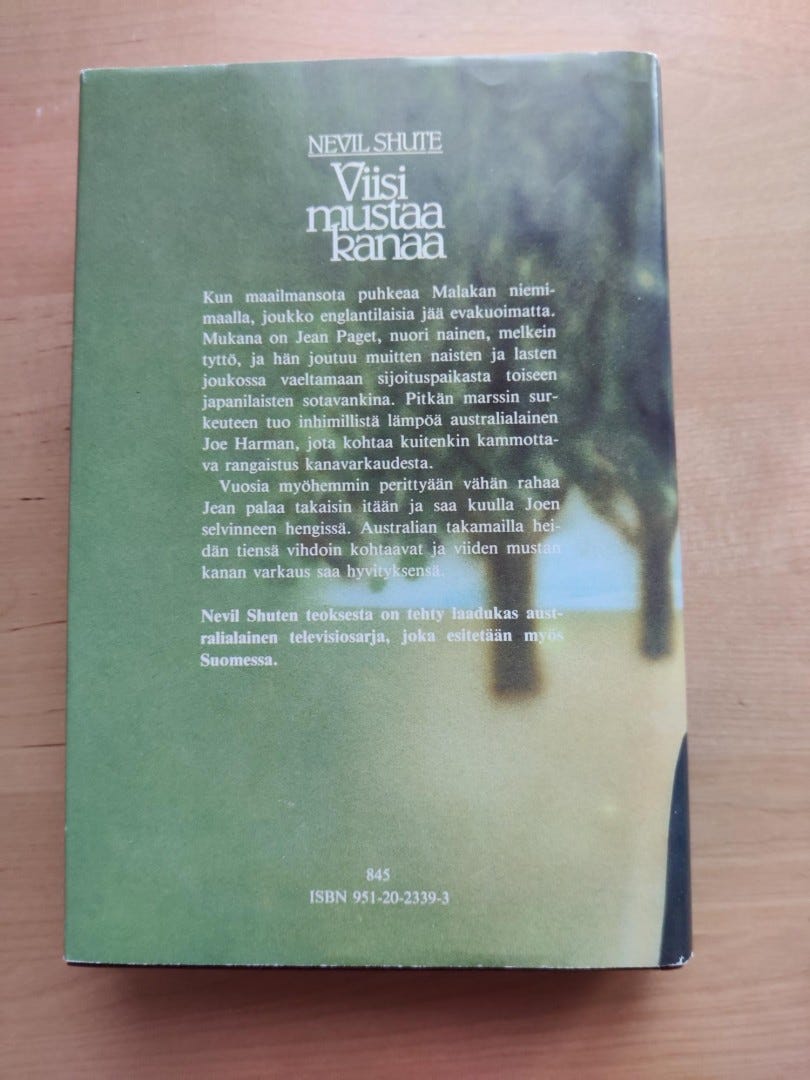 NEVIL SHUTE
Viisi
mustaa
kanaa
Kun maailmansota puhkeaa Malakan niemi-
maalla, joukko englantilaisia jää evakuoimatta.
Mukana on Jean Paget, nuori nainen, melkein
tyttö, ja hän joutuu muitten naisten ja lasten
joukossa vaeltamaan sijoituspaikasta toiseen
japanilaisten sotavankina. Pitkän marssin sur-
keuteen tuo inhimillistä lämpöä australialainen
Joe Harman, jota kohtaa kuitenkin kammotta-
va rangaistus kanavarkaudesta.
Vuosia myöhemmin perittyään vähän rahaa
Jean palaa takaisin itään ja saa kuulla Joen
selvinneen hengissä. Australian takamailla hei-
dän tiensä vihdoin kohtaavat ja viiden mustan
kanan varkaus saa hyvityksensä.
Nevil Shuten teoksesta on tehty laadukas aust-
ralialainen televisiosarja, joka esitetään myös
Suomessa.
845
ISBN 951-20-2339-3